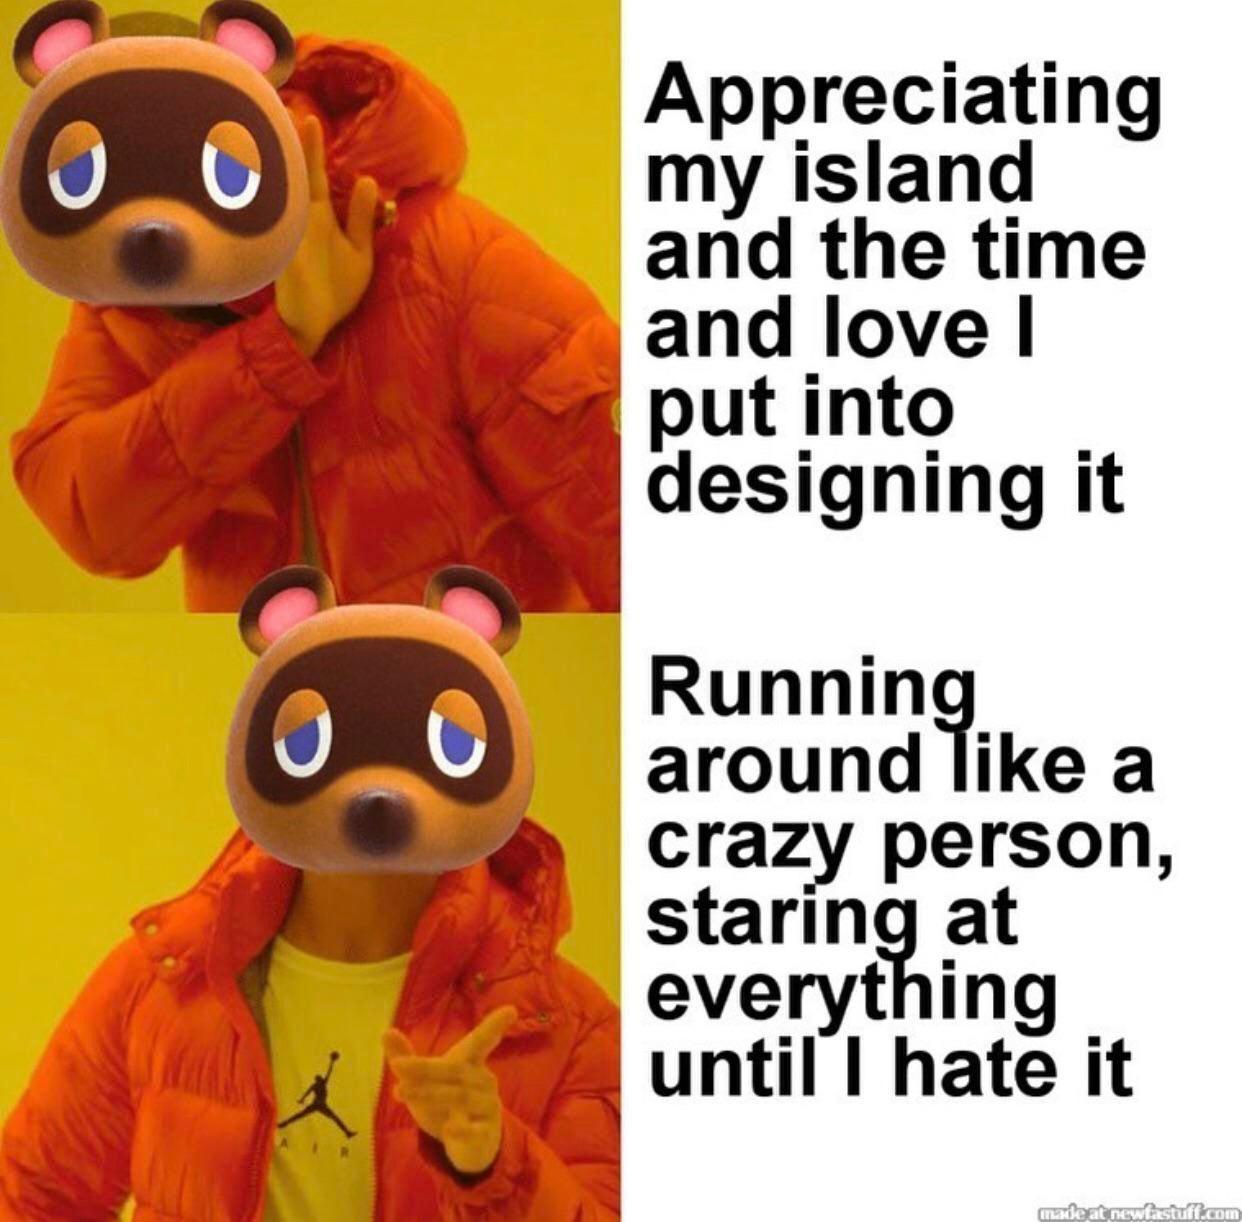 Appreciating
my island
and the time
and love I
put into
designing it
Running
around like a
crazy person,
staring at
everything
until I hate it
AIR
made at newfastuff.com